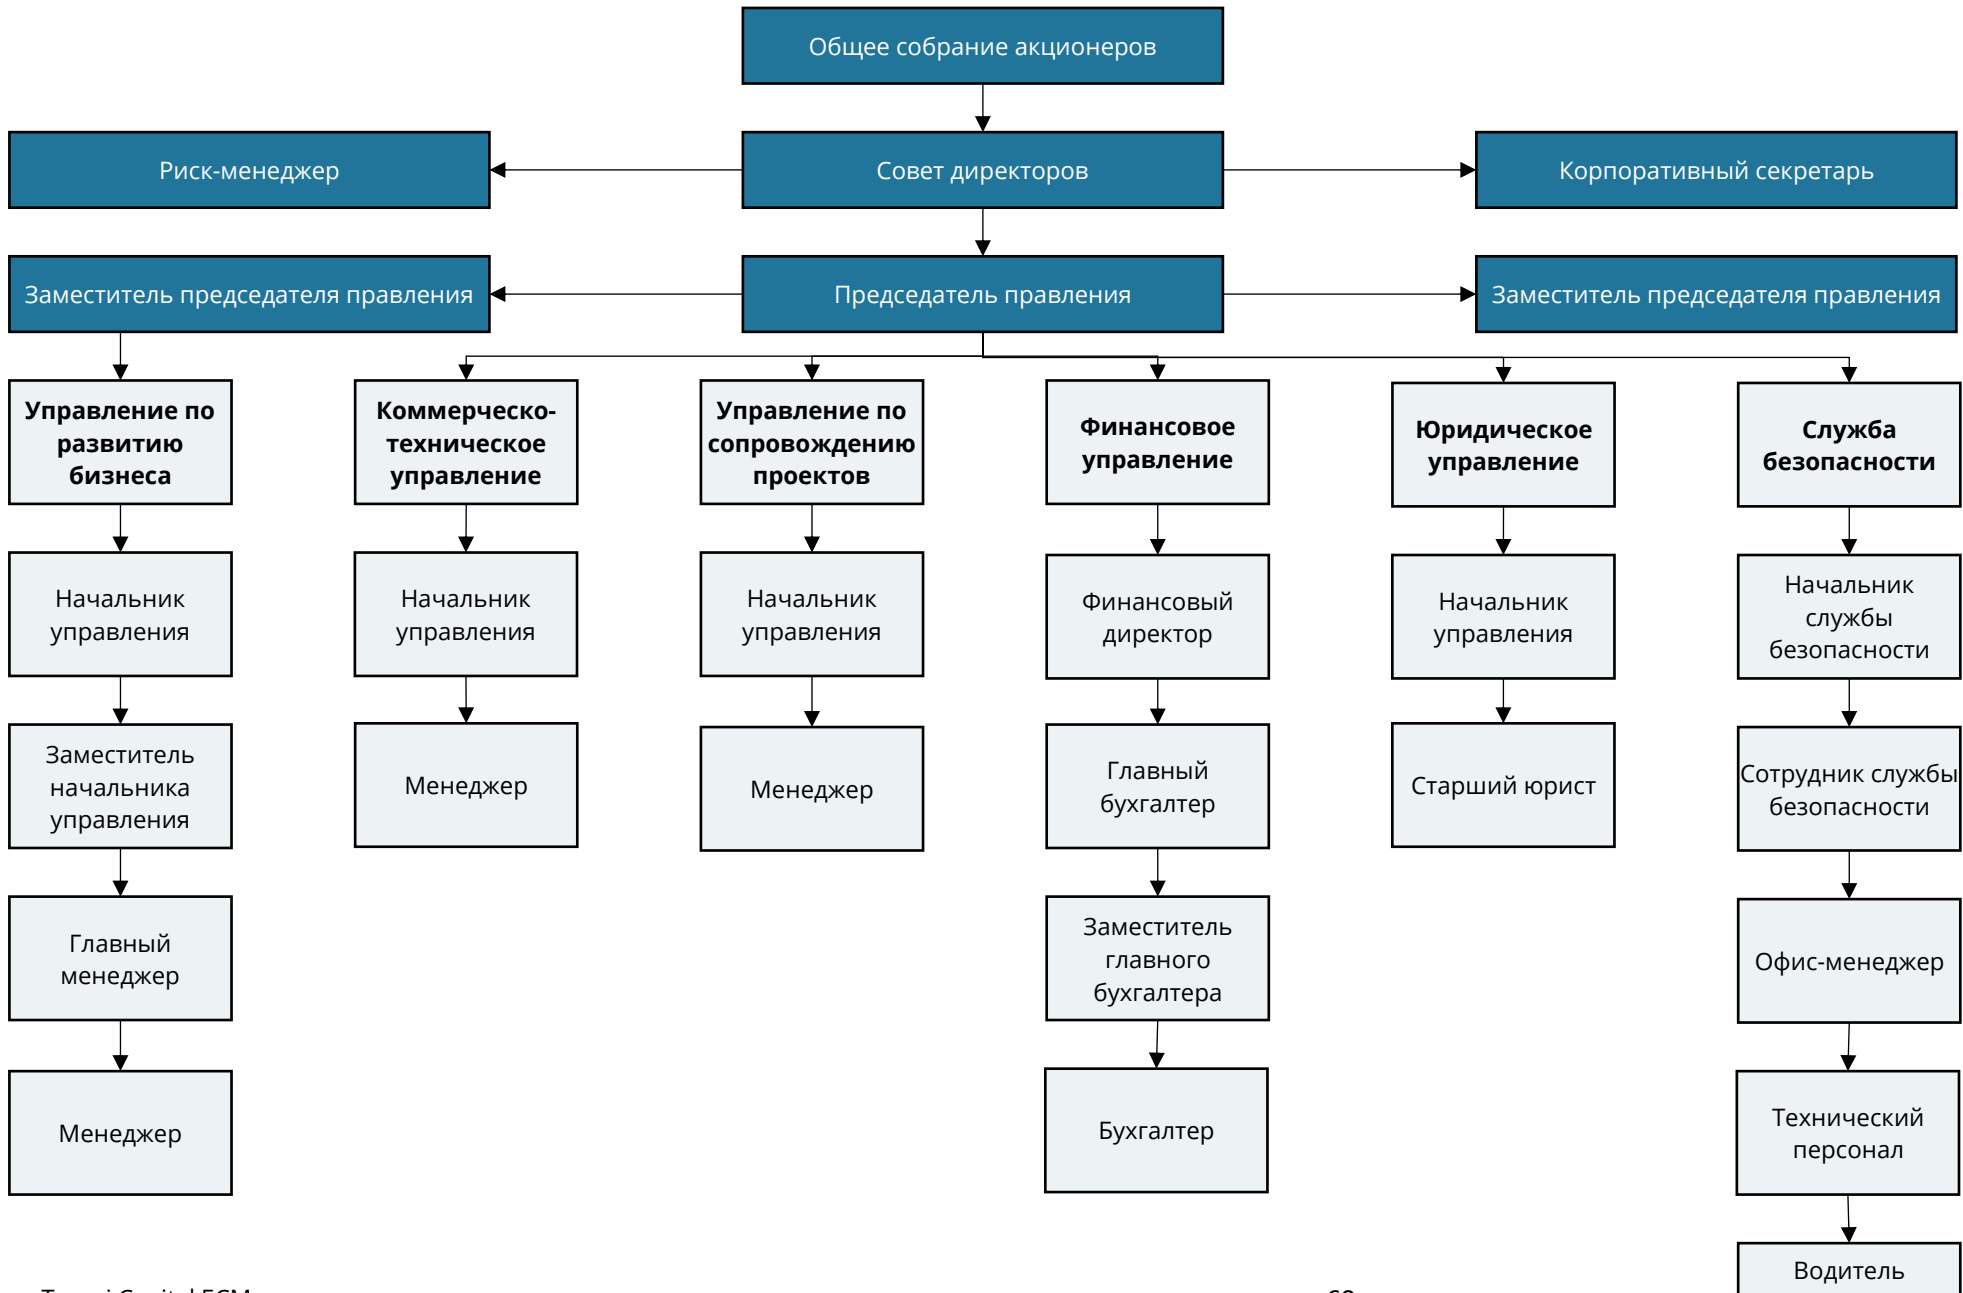 Общее собрание акционеров
Риск-менеджер
Совет директоров
Корпоративный секретарь
Заместитель председателя правления
Председатель правления
Заместитель председателя правления
Управление по
развитию
бизнеса
Коммерческо-
техническое
управление
Управление по
сопровождению
проектов
Финансовое
управление
Юридическое
управление
Служба
безопасности
Начальник
управления
Начальник
управления
Начальник
управления
Финансовый
директор
Начальник
управления
Начальник
службы
безопасности
Заместитель
начальника
управления
Менеджер
Менеджер
Главный
бухгалтер
Старший юрист
Сотрудник службы
безопасности
Главный
менеджер
Заместитель
главного
бухгалтера
Офис-менеджер
Менеджер
Бухгалтер
Технический
персонал
Водитель